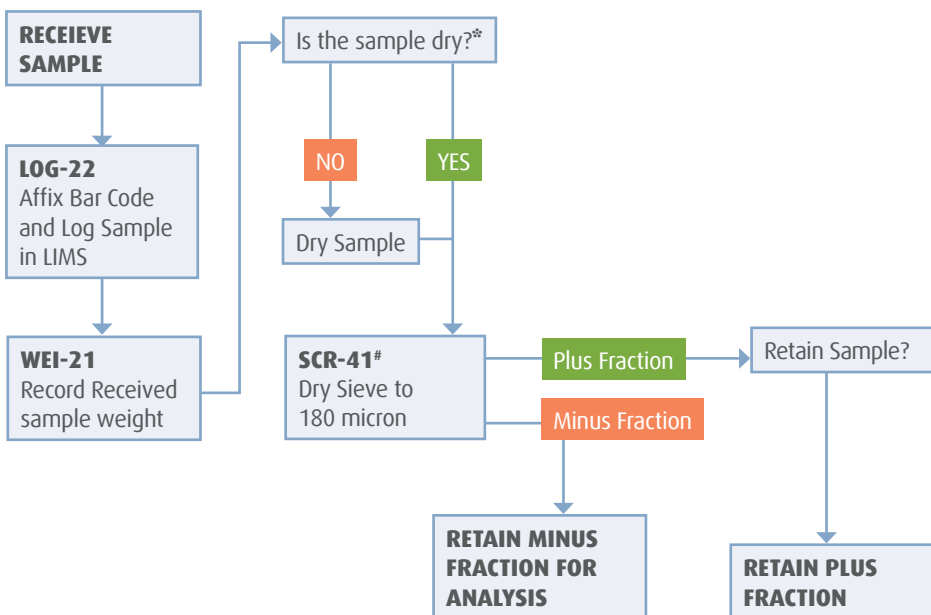 RECEIEVE
SAMPLE
LOG-22
Affix Bar Code
and Log Sample
in LIMS
WEI-21
Record Received
sample weight
Is the sample dry?*
NO
YES
Dry Sample
SCR-41#
Dry Sieve to
180 micron
Plus Fraction
Minus Fraction
Retain Sample?
RETAIN MINUS
FRACTION FOR
ANALYSIS
RETAIN PLUS
FRACTION